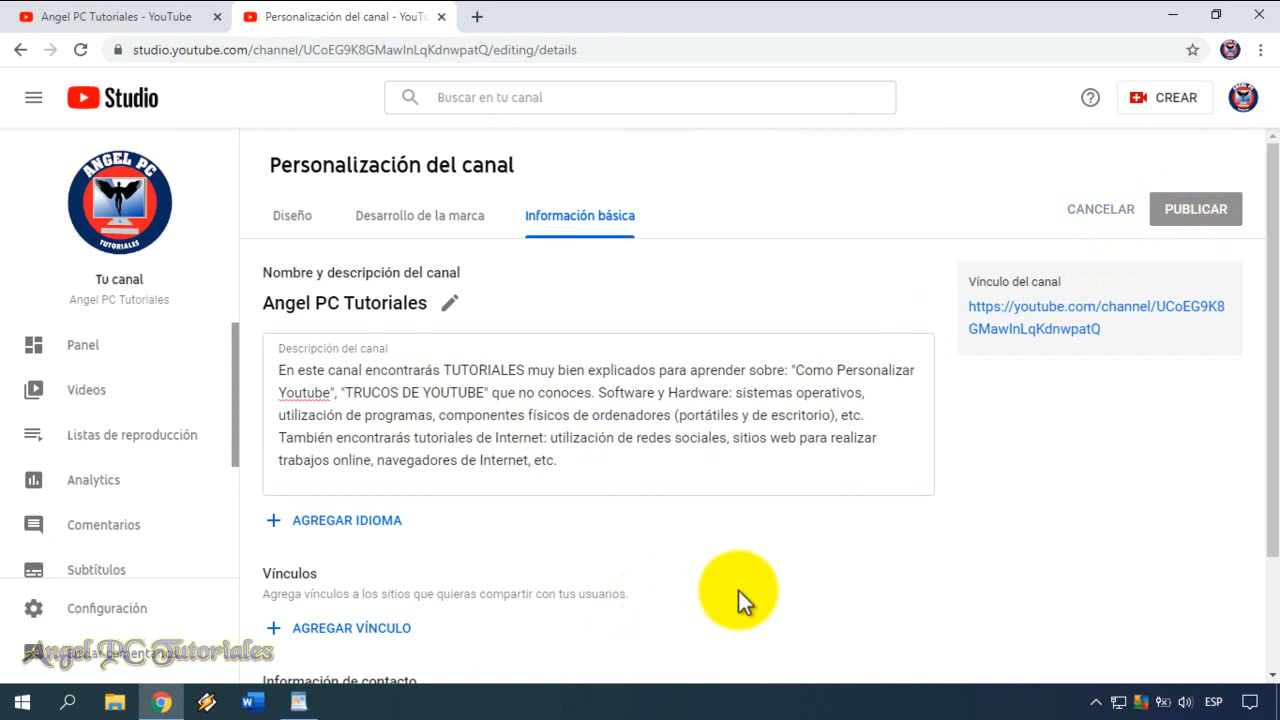 Angel PC Tutoriales - YouTube
Personalización del canal - YouTu
studio.youtube.com/channel/UCoEG9K8GMawInLqKdnwpatQ/editing/details
Studio
Buscar en tu canal
CREAR
ANGEL PC
TUTORIALES
Tu canal
Angel PC Tutoriales
Panel
Videos
Listas de reproducción
Analytics
Comentarios
Subtítulos
Configuración
Enviar comentarios
Angel PC Tutoriales
Personalización del canal
Diseño
Desarrollo de la marca
Información básica
CANCELAR
PUBLICAR
Nombre y descripción del canal
Angel PC Tutoriales
Descripción del canal
En este canal encontrarás TUTORIALES muy bien explicados para aprender sobre: "Como Personalizar
Youtube", "TRUCOS DE YOUTUBE" que no conoces. Software y Hardware: sistemas operativos,
utilización de programas, componentes físicos de ordenadores (portátiles y de escritorio), etc.
También encontrarás tutoriales de Internet: utilización de redes sociales, sitios web para realizar
trabajos online, navegadores de Internet, etc.
AGREGAR IDIOMA
Vínculos
Agrega vínculos a los sitios que quieras compartir con tus usuarios.
AGREGAR VÍNCULO
Información de contacto
Vínculo del canal
https://youtube.com/channel/UCoEG9K8
GMawInLqKdnwpatQ
ESP